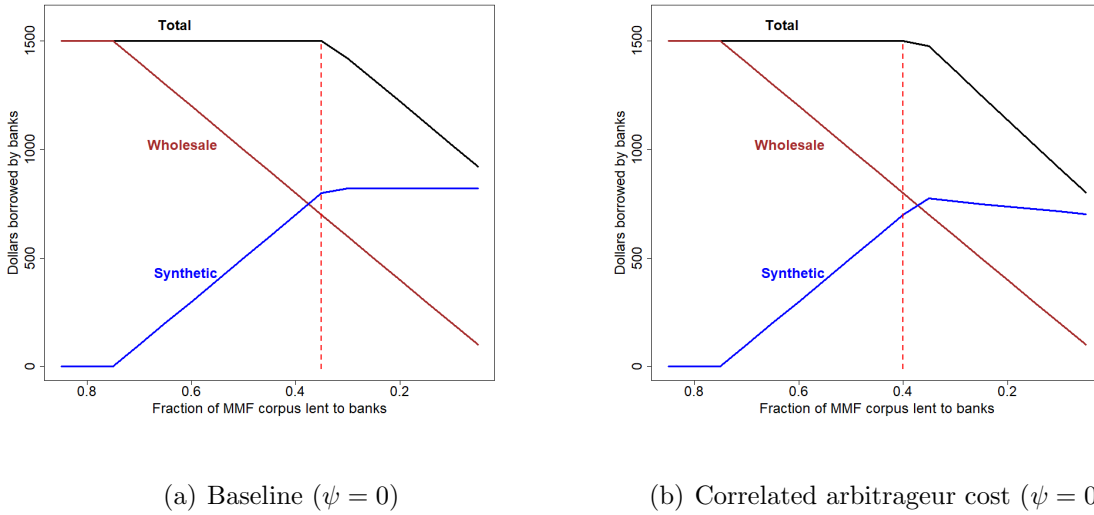 Total
Wholesale
Synthetic
Dollars borrowed by banks
0 500 1000 1500
0.8 0.6 0.4 0.2
Fraction of MMF corpus lent to banks
(a) Baseline (ψ = 0)
Total
Wholesale
Synthetic
Dollars borrowed by banks
0 500 1000 1500
0.8 0.6 0.4 0.2
Fraction of MMF corpus lent to banks
(b) Correlated arbitrageur cost (ψ = 0